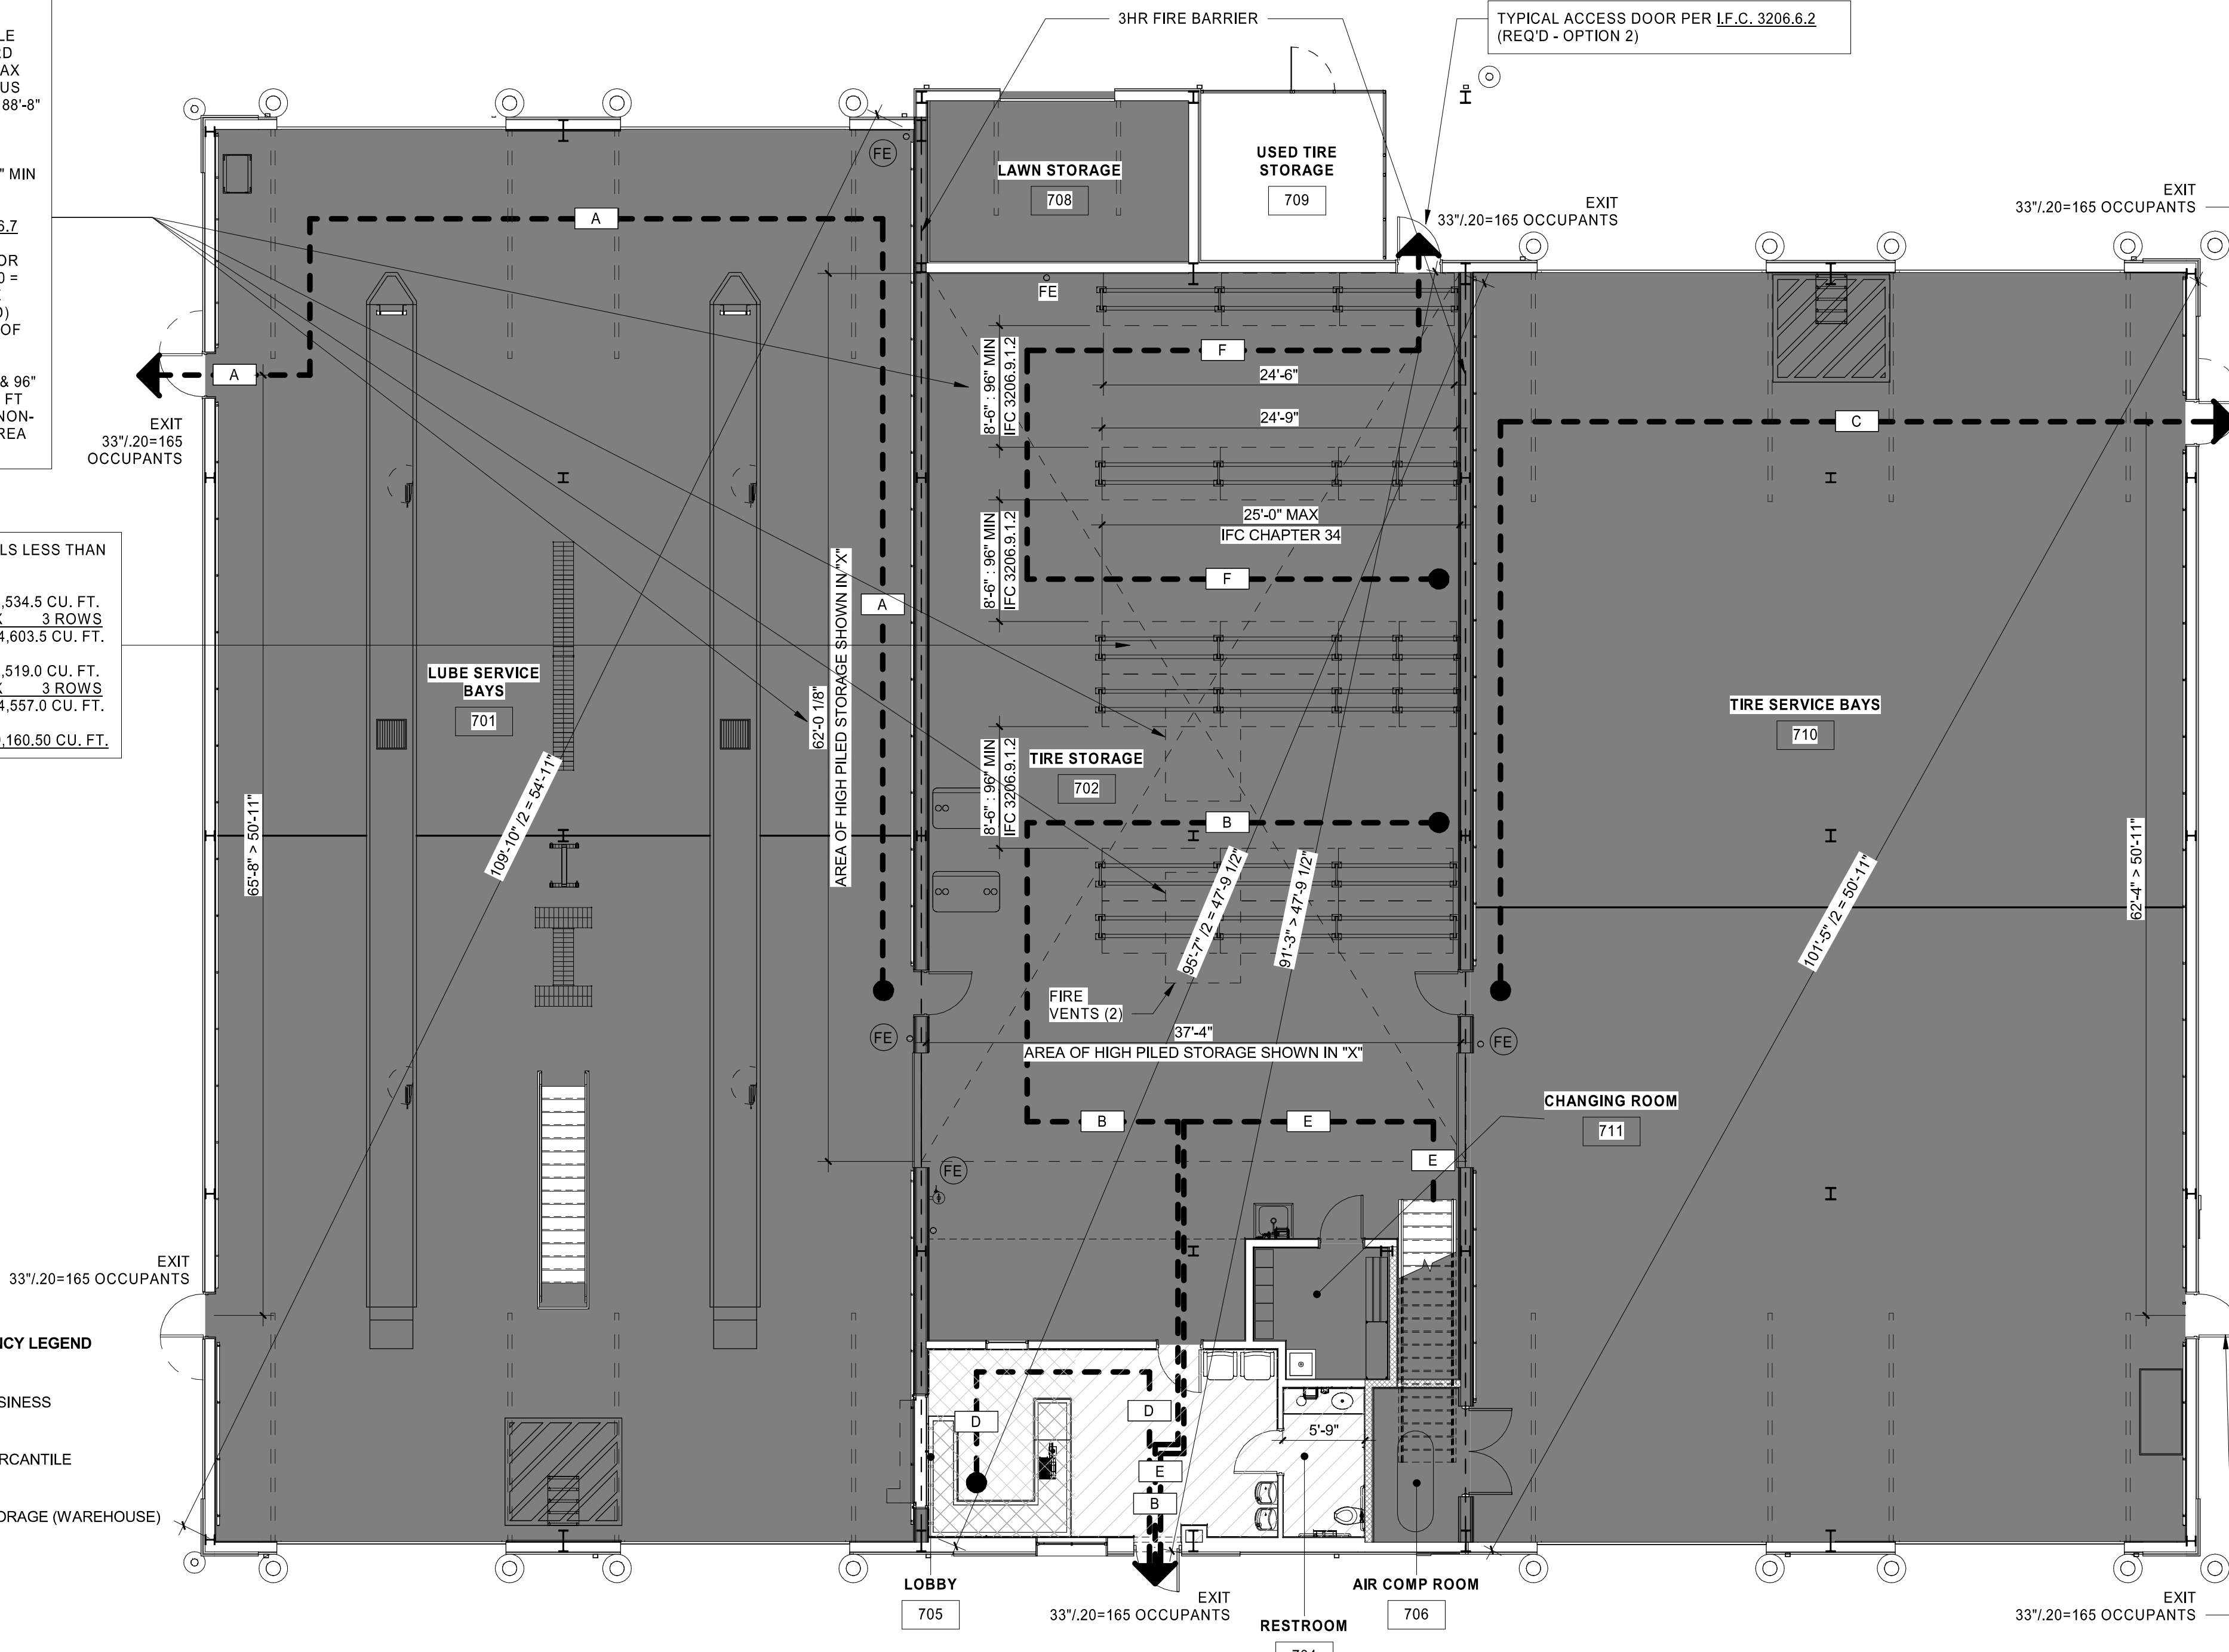 LE
RD
AX
US
88'-8"
" MIN
6.7
OR
0 =
D)
OF
& 96"
FT
NON-
REA
LS LESS THAN
,534.5 CU. FT.
X 3 ROWS
4,603.5 CU. FT.
,519.0 CU. FT.
X 3 ROWS
4,557.0 CU. FT.
,160.50 CU. FT.
3HR FIRE BARRIER
TYPICAL ACCESS DOOR PER I.F.C. 3206.6.2
(REQ'D - OPTION 2)
FE
LAWN STORAGE
708
USED TIRE
STORAGE
709
EXIT
33"/.20=165 OCCUPANTS
EXIT
33"/.20=165 OCCUPANTS
A
A
EXIT
33"/.20=165
OCCUPANTS
FE
F
24'-6"
24'-9"
8'-6" : 96" MIN
IFC 3206.9.1.2
C
25'-0" MAX
IFC CHAPTER 34
8'-6" : 96" MIN
IFC 3206.9.1.2
F
A
AREA OF HIGH PILED STORAGE SHOWN IN "X"
62'-0 1/8"
LUBE SERVICE
BAYS
701
TIRE STORAGE
702
8'-6" : 96" MIN
IFC 3206.9.1.2
B
TIRE SERVICE BAYS
710
65'-8" > 50'-11"
109'-10" /2 = 54'-11"
95'-7" /2 = 47'-9 1/2"
91'-3" > 47'-9 1/2"
101'-5" /2 = 50'-11"
62'-4" > 50'-11"
FIRE
VENTS (2)
FE
37'-4"
AREA OF HIGH PILED STORAGE SHOWN IN "X"
FE
B
E
E
FE
CHANGING ROOM
711
EXIT
33"/.20=165 OCCUPANTS
NCY LEGEND
SINESS
RCANTILE
ORAGE (WAREHOUSE)
D
D
5'-9"
E
B
LOBBY
705
EXIT
33"/.20=165 OCCUPANTS
RESTROOM
AIR COMP ROOM
706
EXIT
33"/.20=165 OCCUPANTS